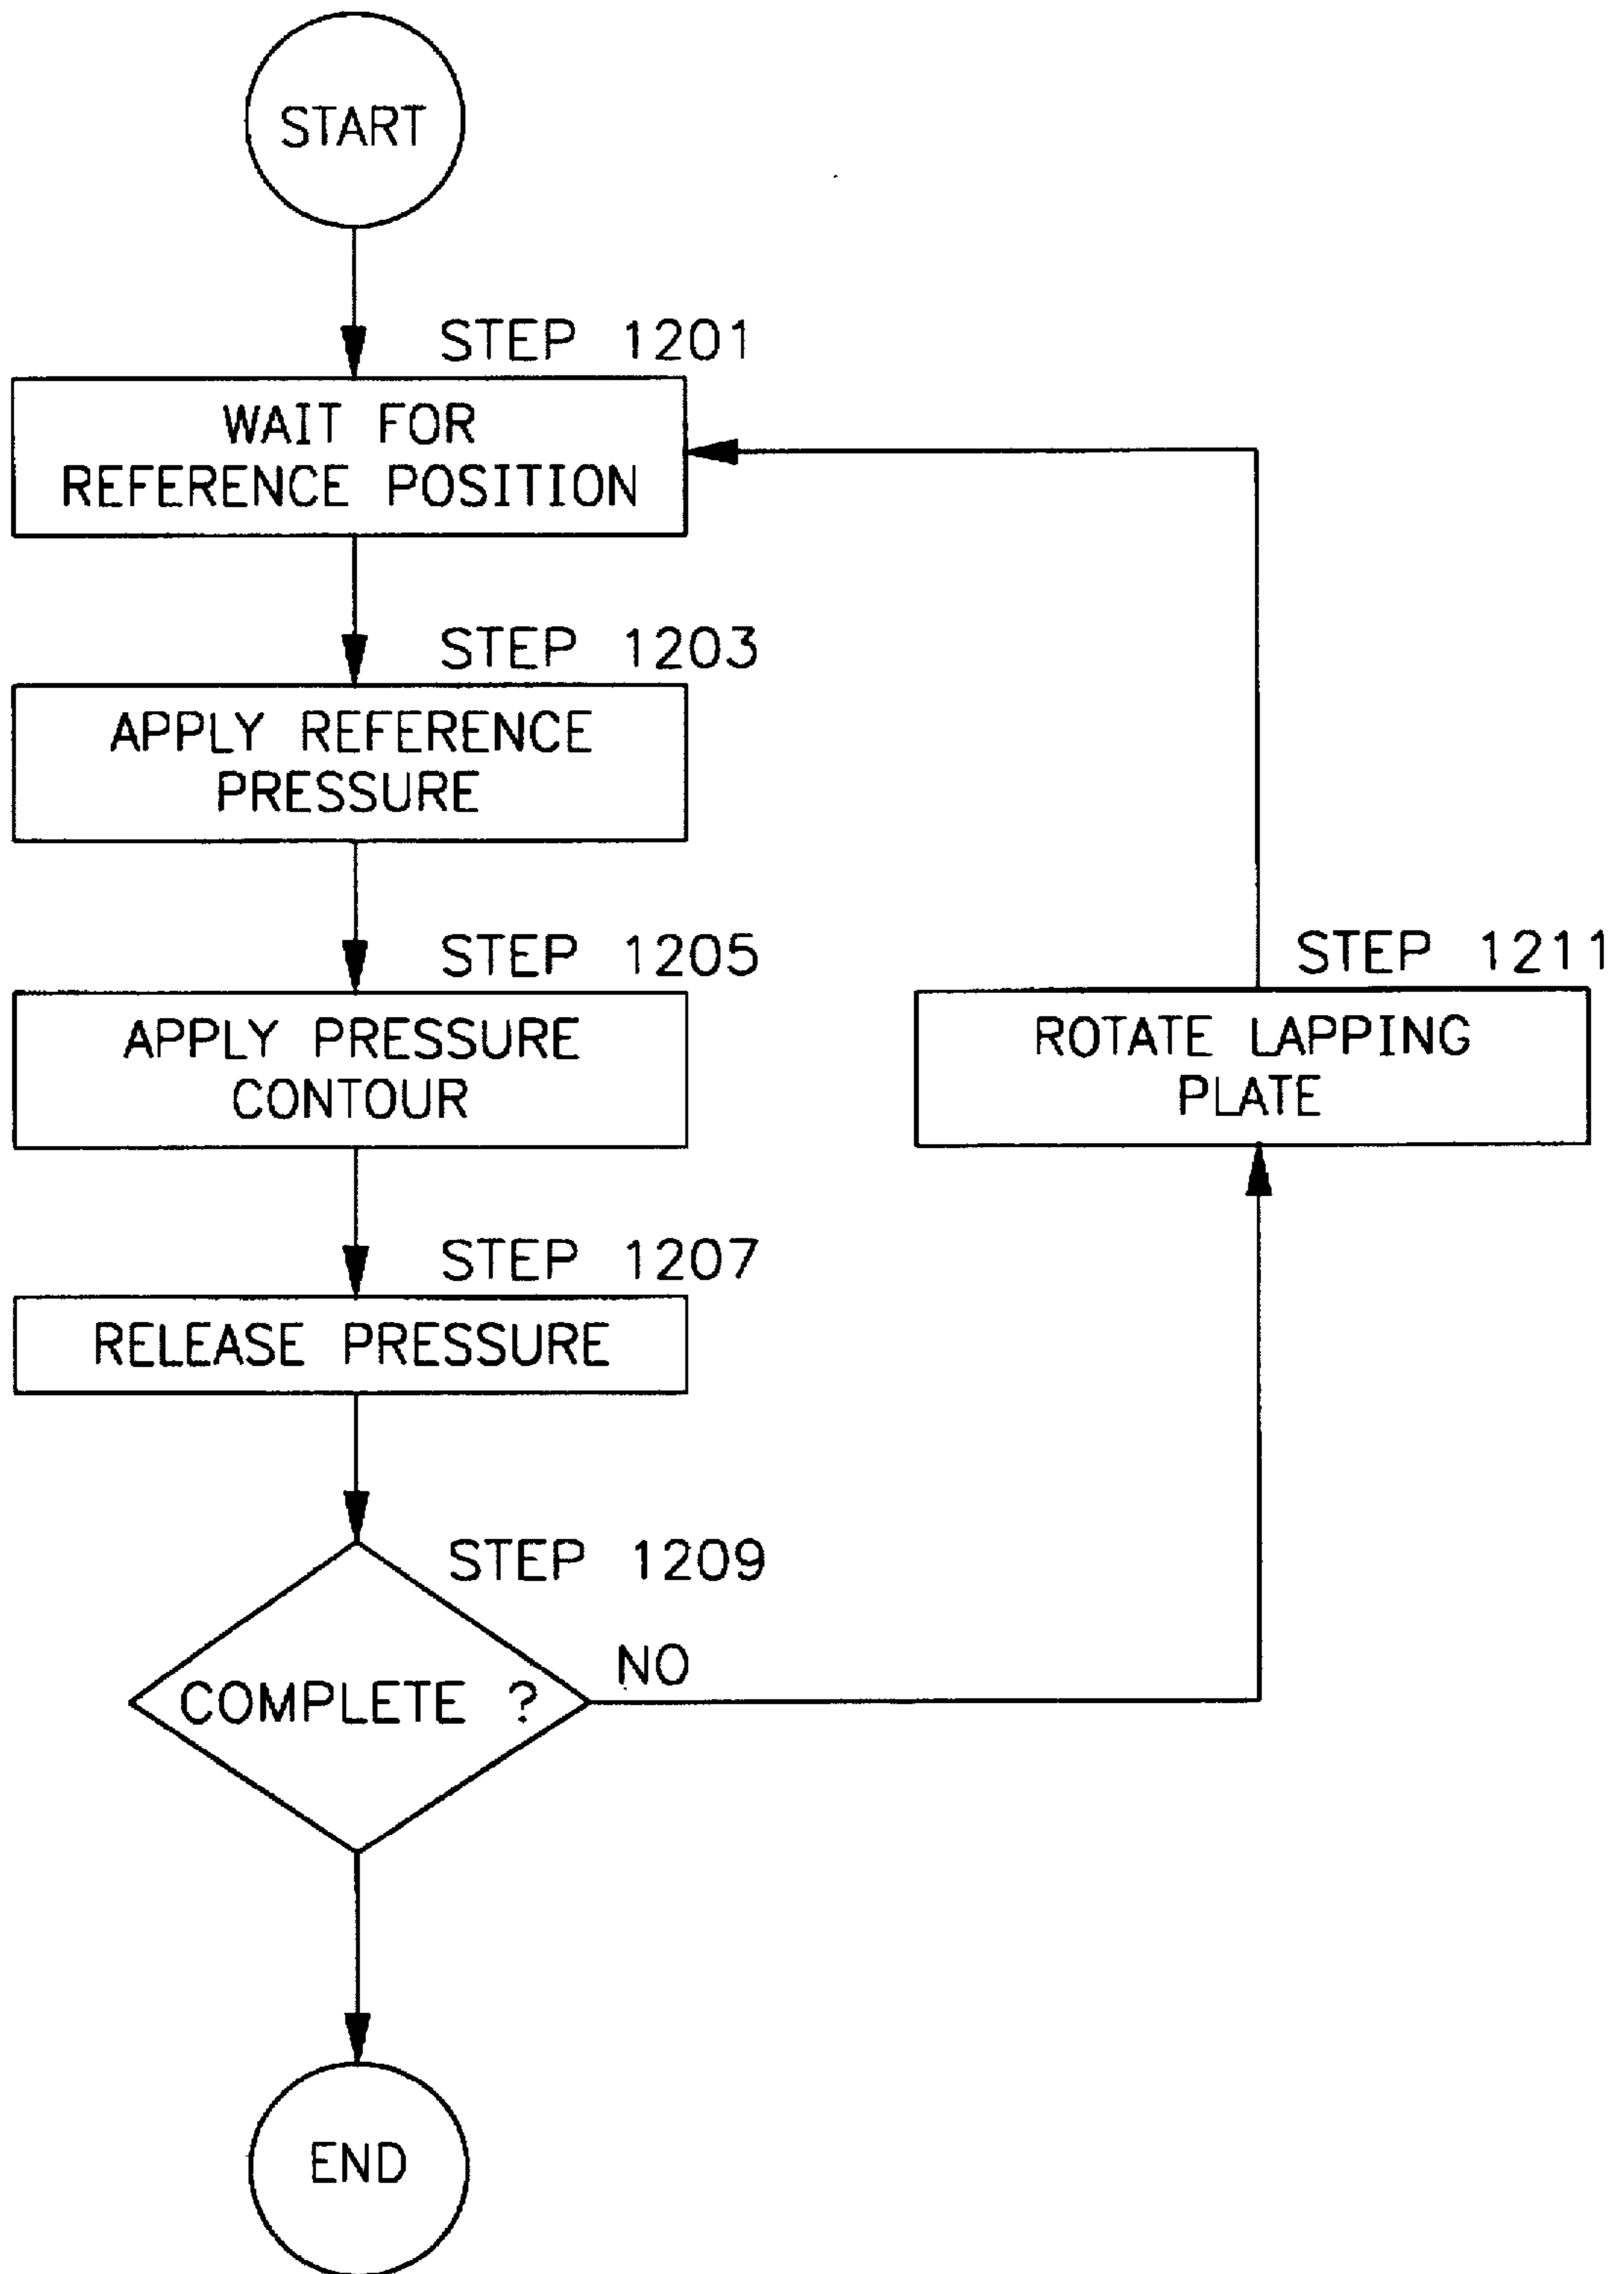 START
STEP 1201
WAIT FOR
REFERENCE POSITION
STEP 1203
APPLY REFERENCE
PRESSURE
STEP 1205
APPLY PRESSURE
CONTOUR
STEP 1211
ROTATE LAPPING
PLATE
STEP 1207
RELEASE PRESSURE
STEP 1209
COMPLETE ?
NO
END